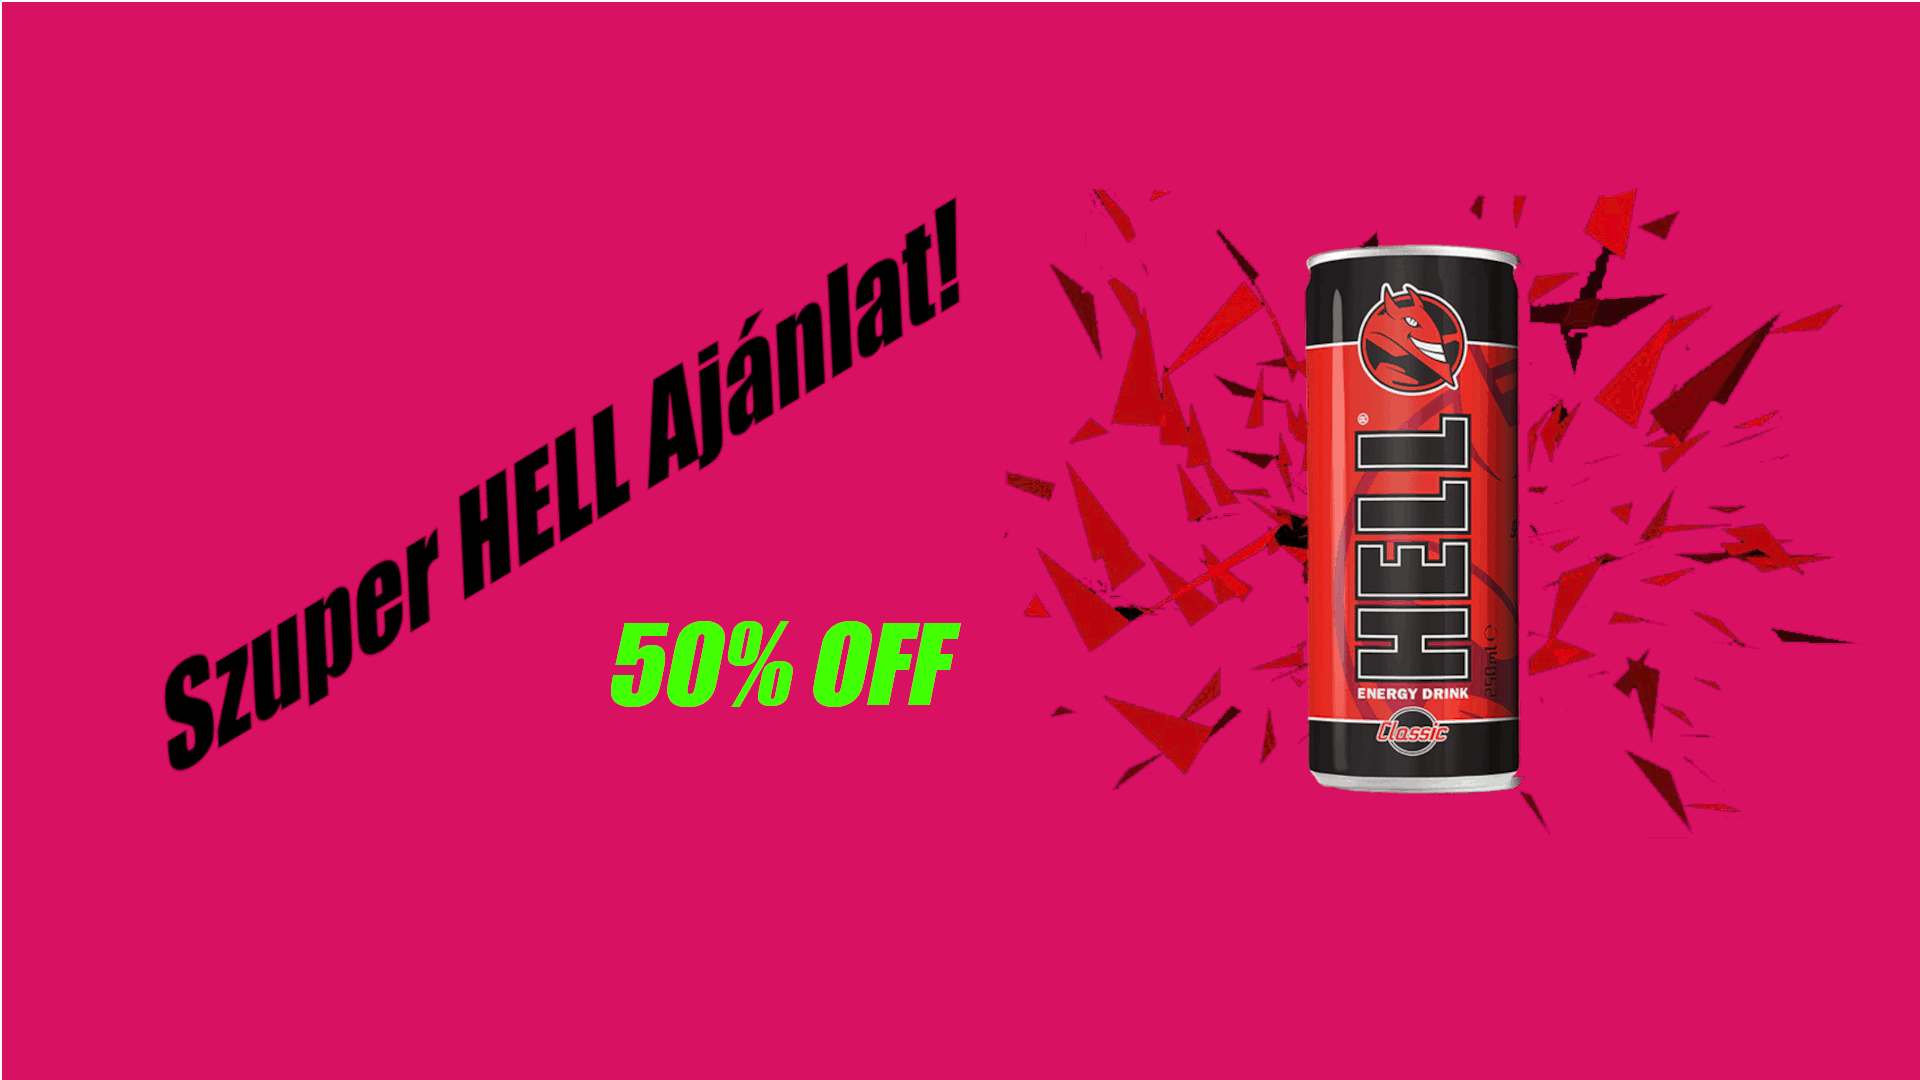 Szuper HELL Ajánlat!
50% OFF
HELL®
ENERGY DRINK
Classic
250ml ℮